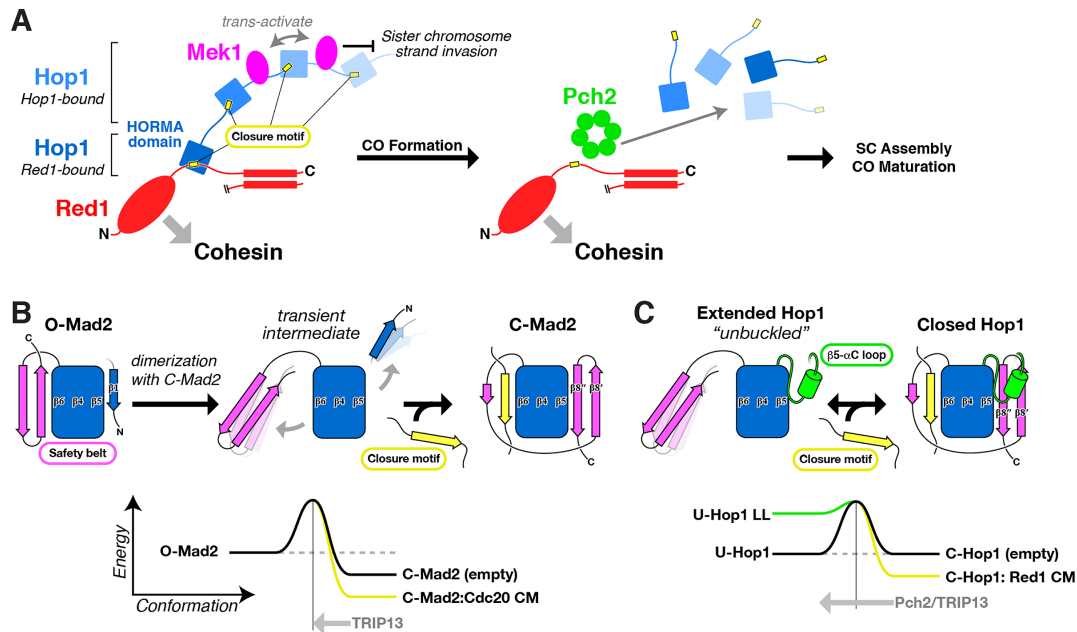 A
trans-activate
Mek1
Sister chromosome
strand invasion
Hop1
Hop1-bound
HORMA
domain
Closure motif
Hop1
Red1-bound
C
Red1
N
Cohesin
CO Formation
Pch2
C
N
Cohesin
SC Assembly
CO Maturation
B
O-Mad2
C
β6
β4
β5
β1
N
Safety belt
dimerization
with C-Mad2
transient
intermediate
N
β6
β4
β5
Closure motif
C-Mad2
β6
β4
β5
β8"
β8'
C
Extended Hop1
"unbuckled"
β5-αC loop
β6
β4
β5
Closure motif
Closed Hop1
β6
β4
β5
β8"
β8'
C
Energy
Conformation
O-Mad2
C-Mad2 (empty)
C-Mad2:Cdc20 CM
TRIP13
U-Hop1 LL
U-Hop1
C-Hop1 (empty)
C-Hop1: Red1 CM
Pch2/TRIP13